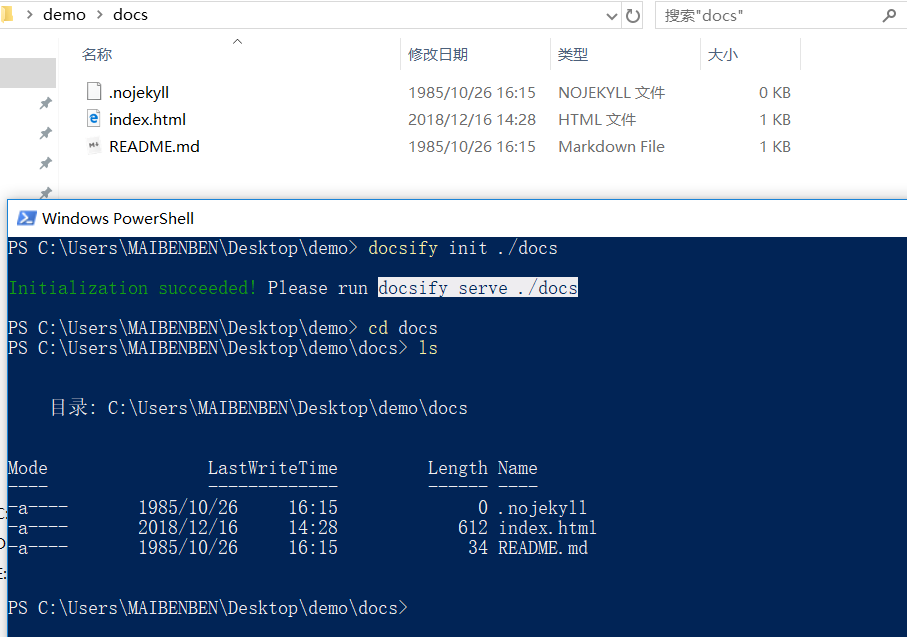 demo > docs
搜索"docs"
名称 修改日期 类型 大小
.nojekyll 1985/10/26 16:15 NOJEKYLL 文件 0 KB
index.html 2018/12/16 14:28 HTML 文件 1 KB
README.md 1985/10/26 16:15 Markdown File 1 KB
Windows PowerShell
PS C:\Users\MAIBENBEN\Desktop\demo> docsify init ./docs
Initialization succeeded! Please run docsify serve ./docs
PS C:\Users\MAIBENBEN\Desktop\demo> cd docs
PS C:\Users\MAIBENBEN\Desktop\demo\docs> ls
目录: C:\Users\MAIBENBEN\Desktop\demo\docs
Mode LastWriteTime Length Name
---- ------------- ------ ----
-a---- 1985/10/26 16:15 0 .nojekyll
-a---- 2018/12/16 14:28 612 index.html
-a---- 1985/10/26 16:15 34 README.md
PS C:\Users\MAIBENBEN\Desktop\demo\docs>